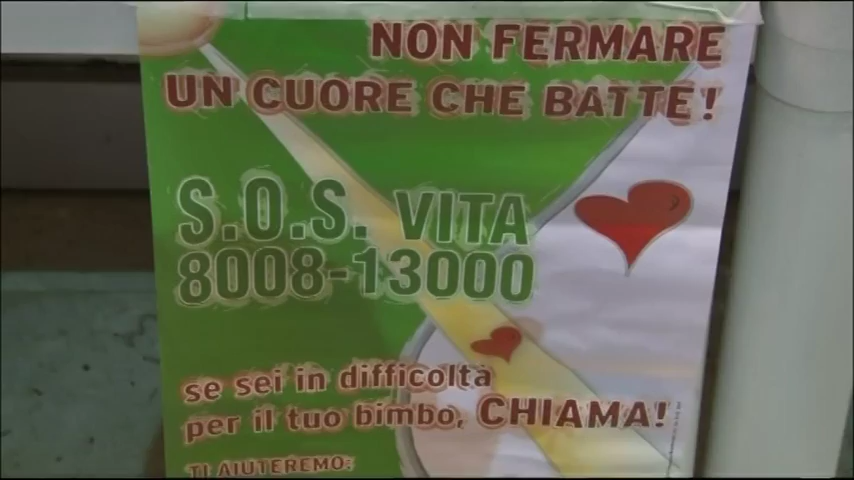 NON FERMARE
UN CUORE CHE BATTE!
S.O.S. VITA
8008-13000
se sei in difficoltà
per il tuo bimbo, CHIAMA!
TI AIUTEREMO: